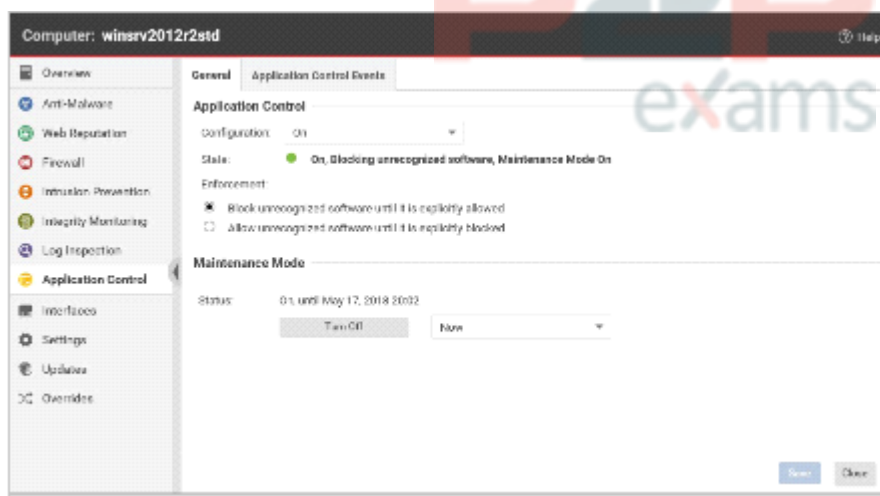 Computer: winsrv2012r2std
Help
Overview
General
Application Control Events
Anti-Malware
Web Reputation
Firewall
Intrusion Prevention
Integrity Monitoring
Log Inspection
Application Control
Interfaces
Settings
Updates
Overrides
Application Control
Configuration: On
State: On, Blocking unrecognized software, Maintenance Mode On
Enforcement:
Block unrecognized software until it is explicitly allowed
Allow unrecognized software until it is explicitly blocked
Maintenance Mode
Status: On, until May 17, 2018 20:02
Turn Off
Now
Save
Close
exams